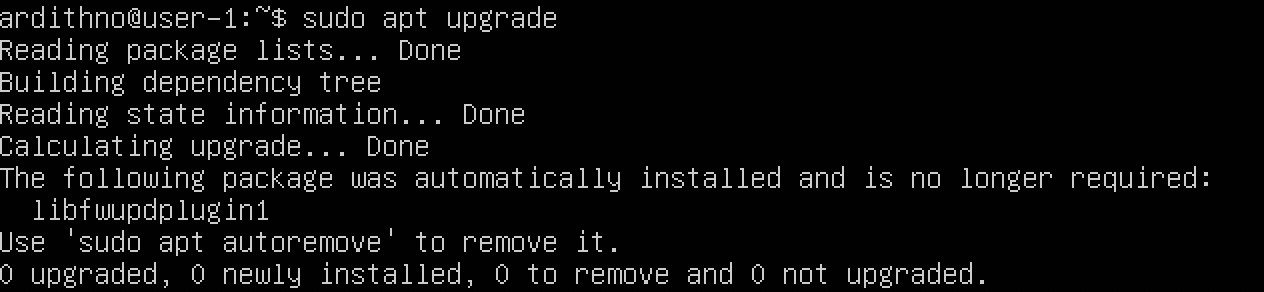 ardithno@user-1:~$ sudo apt upgrade
Reading package lists... Done
Building dependency tree
Reading state information... Done
Calculating upgrade... Done
The following package was automatically installed and is no longer required:
  libfwupdplugin1
Use 'sudo apt autoremove' to remove it.
0 upgraded, 0 newly installed, 0 to remove and 0 not upgraded.